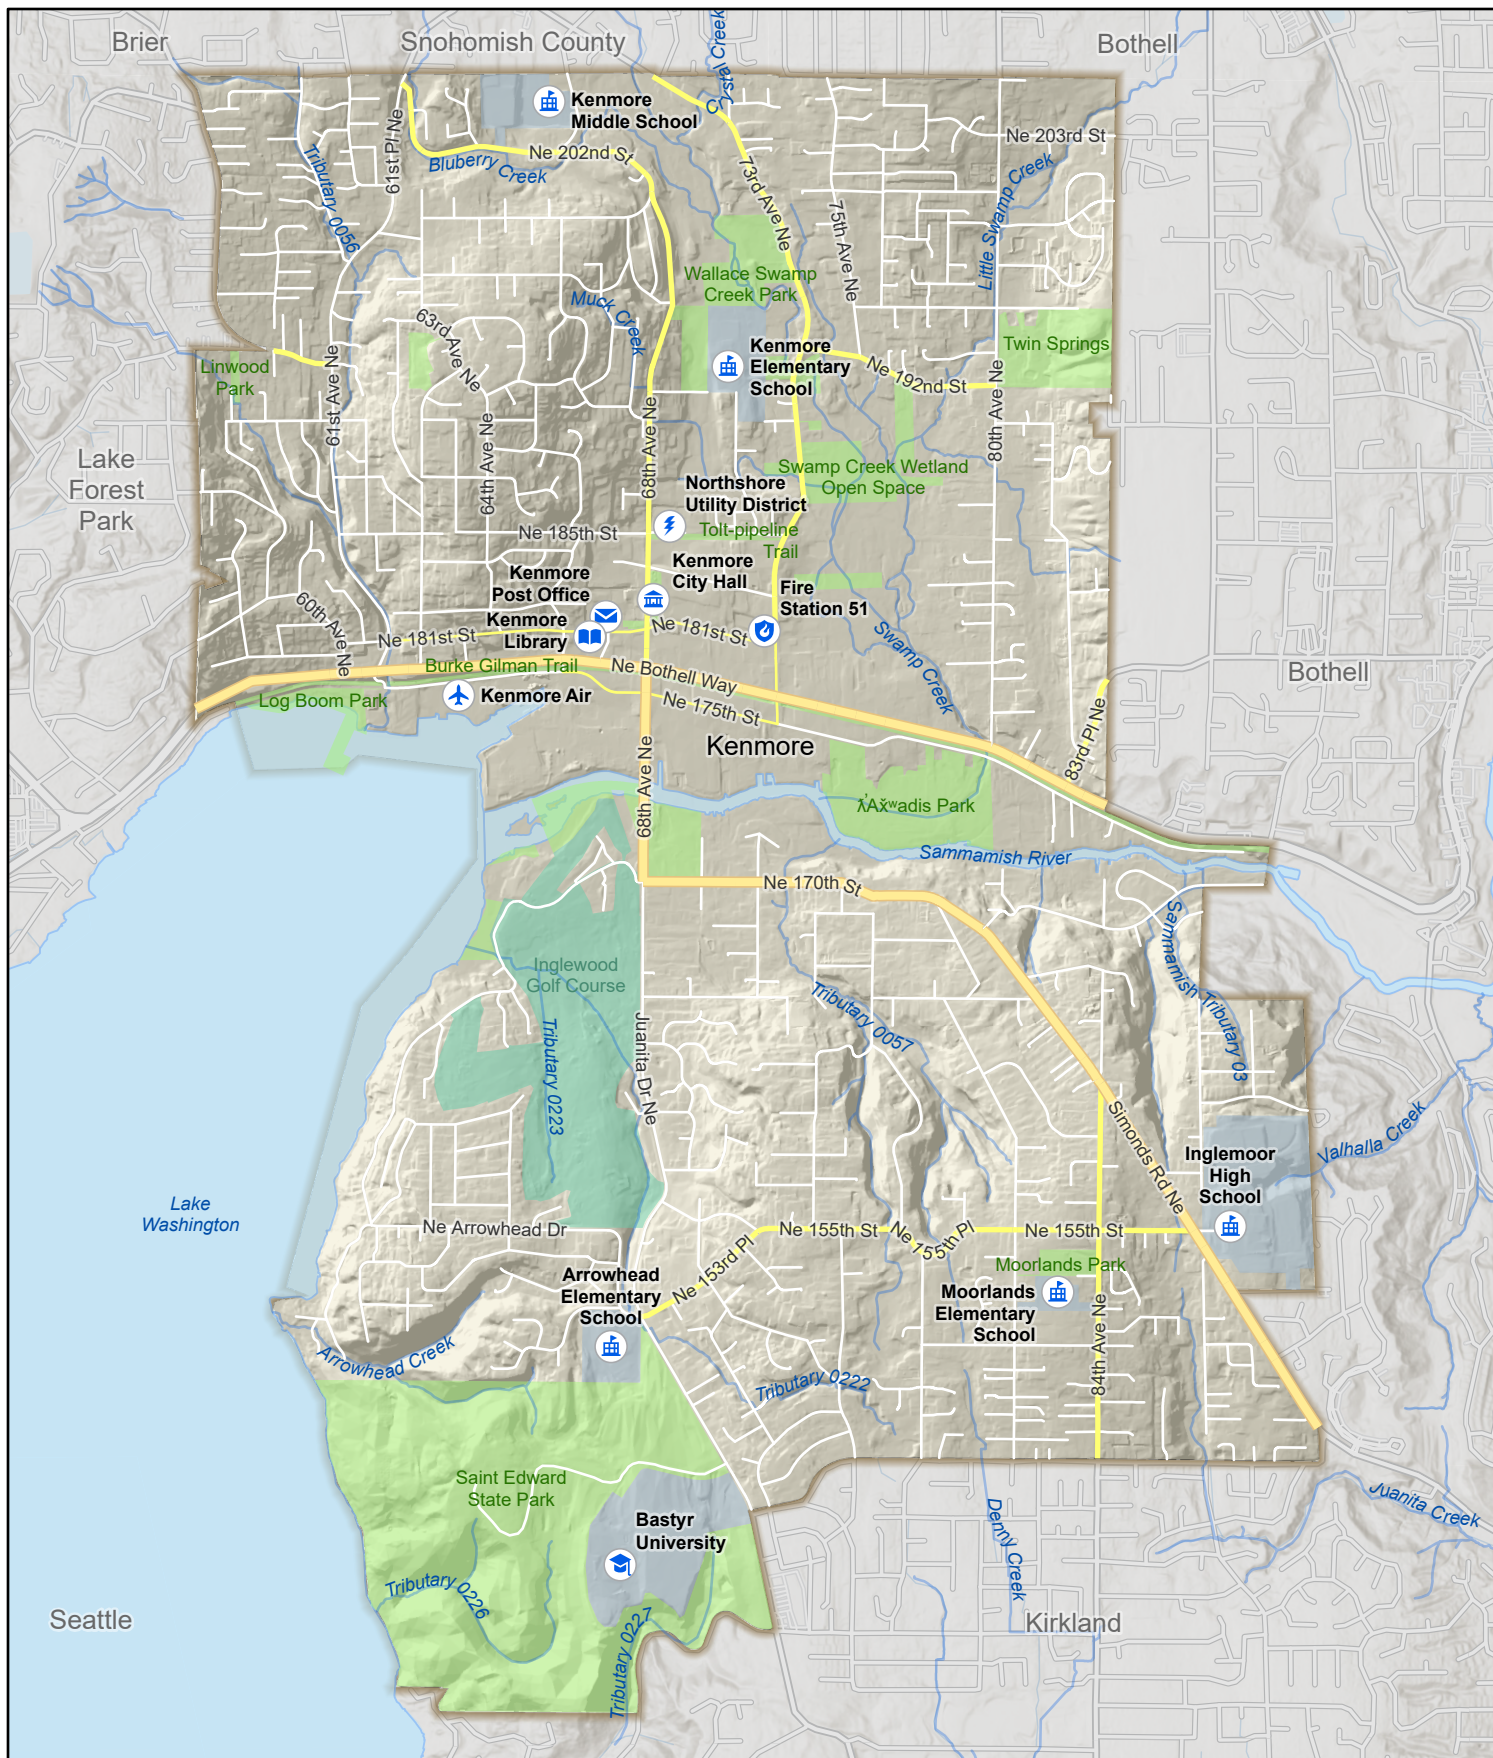 Brier
Snohomish County
Crystal Creek
Bothell
Kenmore
Middle School
Ne 203rd St
61st Pl Ne
Tributary 0056
Bluberry Creek
Ne 202nd St
73rd Ave Ne
75th Ave Ne
Little Swamp Creek
Wallace Swamp
Creek Park
Muck Creek
63rd Ave Ne
Linwood
Park
61st Ave Ne
Kenmore
Elementary
School
Ne 192nd St
Twin Springs
80th Ave Ne
Lake
Forest
Park
64th Ave Ne
68th Ave Ne
Swamp Creek Wetland
Open Space
Northshore
Utility District
Ne 185th St
Tolt-pipeline
Trail
Kenmore
City Hall
Kenmore
Post Office
Fire
Station 51
60th Ave Ne
Kenmore
Library
Ne 181st St
Ne 181st St
Swamp Creek
Burke Gilman Trail
Ne Bothell Way
Bothell
Log Boom Park
Kenmore Air
Ne 175th St
83rd Pl Ne
Kenmore
68th Ave Ne
ƛ̓Ax̌ʷadis Park
Sammamish River
Ne 170th St
Sammamish Tributary 03
Inglewood
Golf Course
Tributary 0057
Tributary 0223
Juanita Dr Ne
Simonds Rd Ne
Valhalla Creek
Inglemoor
High
School
Lake
Washington
Ne Arrowhead Dr
Ne 155th St
Ne 155th Pl
Ne 155th St
Ne 153rd Pl
Moorlands Park
Arrowhead
Elementary
School
Moorlands
Elementary
School
84th Ave Ne
Arrowhead Creek
Tributary 0222
Saint Edward
State Park
Juanita Creek
Bastyr
University
Denny Creek
Tributary 0226
Tributary 0227
Seattle
Kirkland